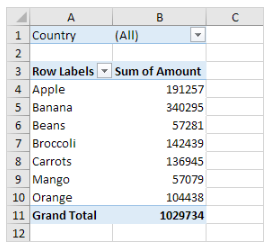 A B C
1 Country (All)
2
3 Row Labels Sum of Amount
4 Apple 191257
5 Banana 340295
6 Beans 57281
7 Broccoli 142439
8 Carrots 136945
9 Mango 57079
10 Orange 104438
11 Grand Total 1029734
12